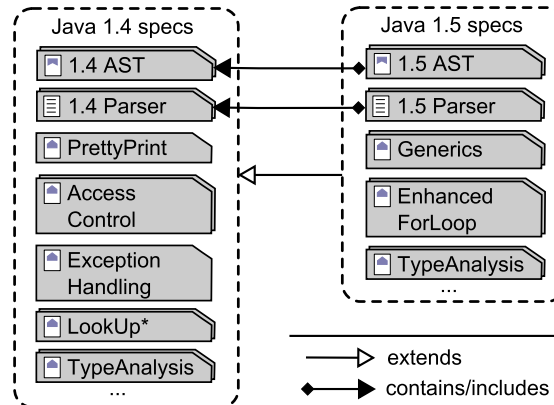 Java 1.4 specs
1.4 AST
1.4 Parser
PrettyPrint
Access
Control
Exception
Handling
LookUp*
TypeAnalysis
...
Java 1.5 specs
1.5 AST
1.5 Parser
Generics
Enhanced
ForLoop
TypeAnalysis
...
extends
contains/includes